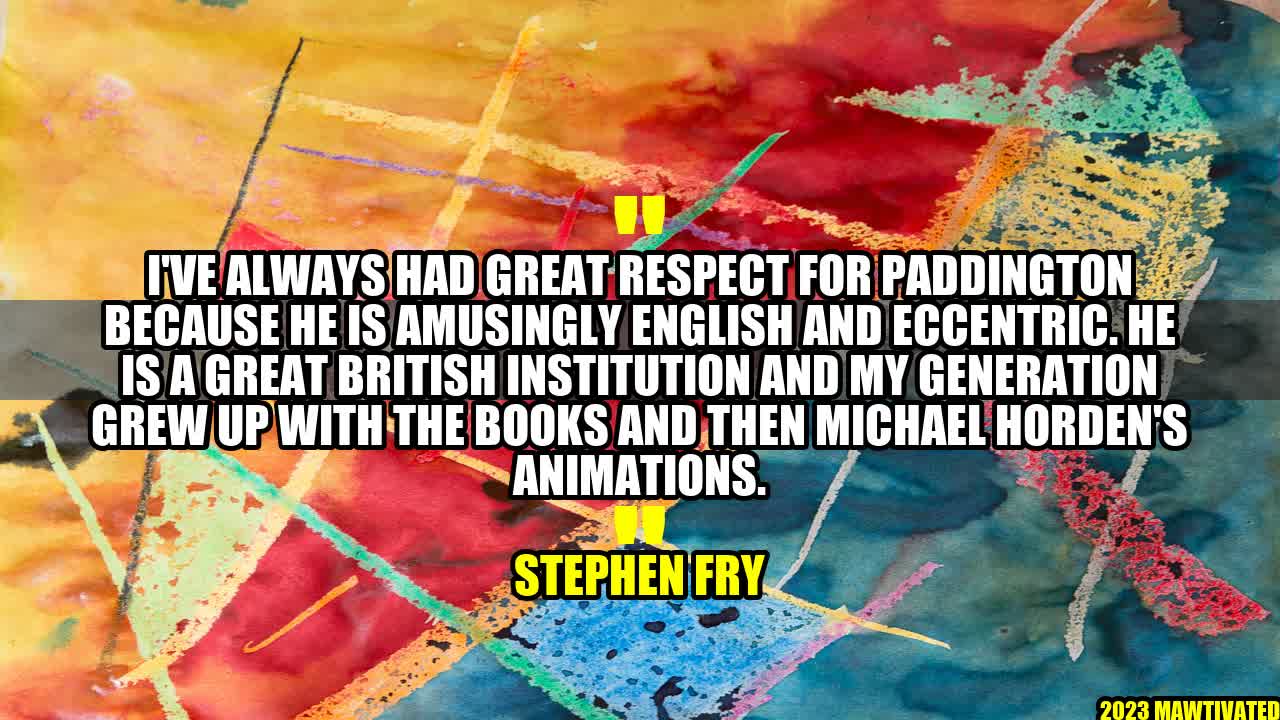 "
I'VE ALWAYS HAD GREAT RESPECT FOR PADDINGTON
BECAUSE HE IS AMUSINGLY ENGLISH AND ECCENTRIC. HE
IS A GREAT BRITISH INSTITUTION AND MY GENERATION
GREW UP WITH THE BOOKS AND THEN MICHAEL HORDEN'S
ANIMATIONS.
"
STEPHEN FRY
2023 MAWTIVATED